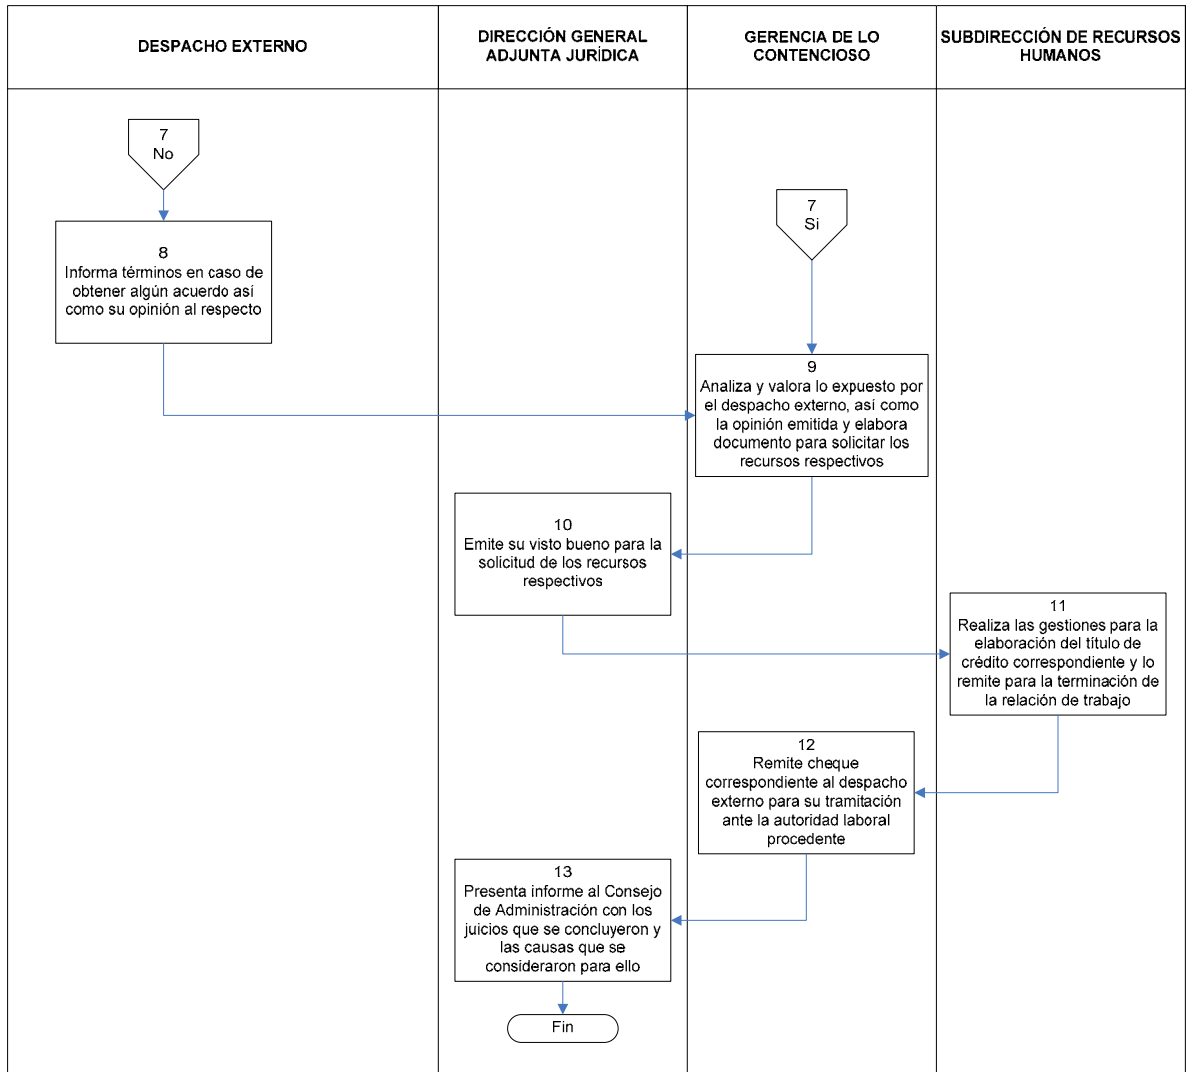 DESPACHO EXTERNO
DIRECCIÓN GENERAL
ADJUNTA JURÍDICA
GERENCIA DE LO
CONTENCIOSO
SUBDIRECCIÓN DE RECURSOS
HUMANOS
7
No
7
Si
8
Informa términos en caso de
obtener algún acuerdo así
como su opinión al respecto
9
Analiza y valora lo expuesto por
el despacho externo, así como
la opinión emitida y elabora
documento para solicitar los
recursos respectivos
10
Emite su visto bueno para la
solicitud de los recursos
respectivos
11
Realiza las gestiones para la
elaboración del título de
crédito correspondiente y lo
remite para la terminación de
la relación de trabajo
12
Remite cheque
correspondiente al despacho
externo para su tramitación
ante la autoridad laboral
procedente
13
Presenta informe al Consejo
de Administración con los
juicios que se concluyeron y
las causas que se
consideraron para ello
Fin